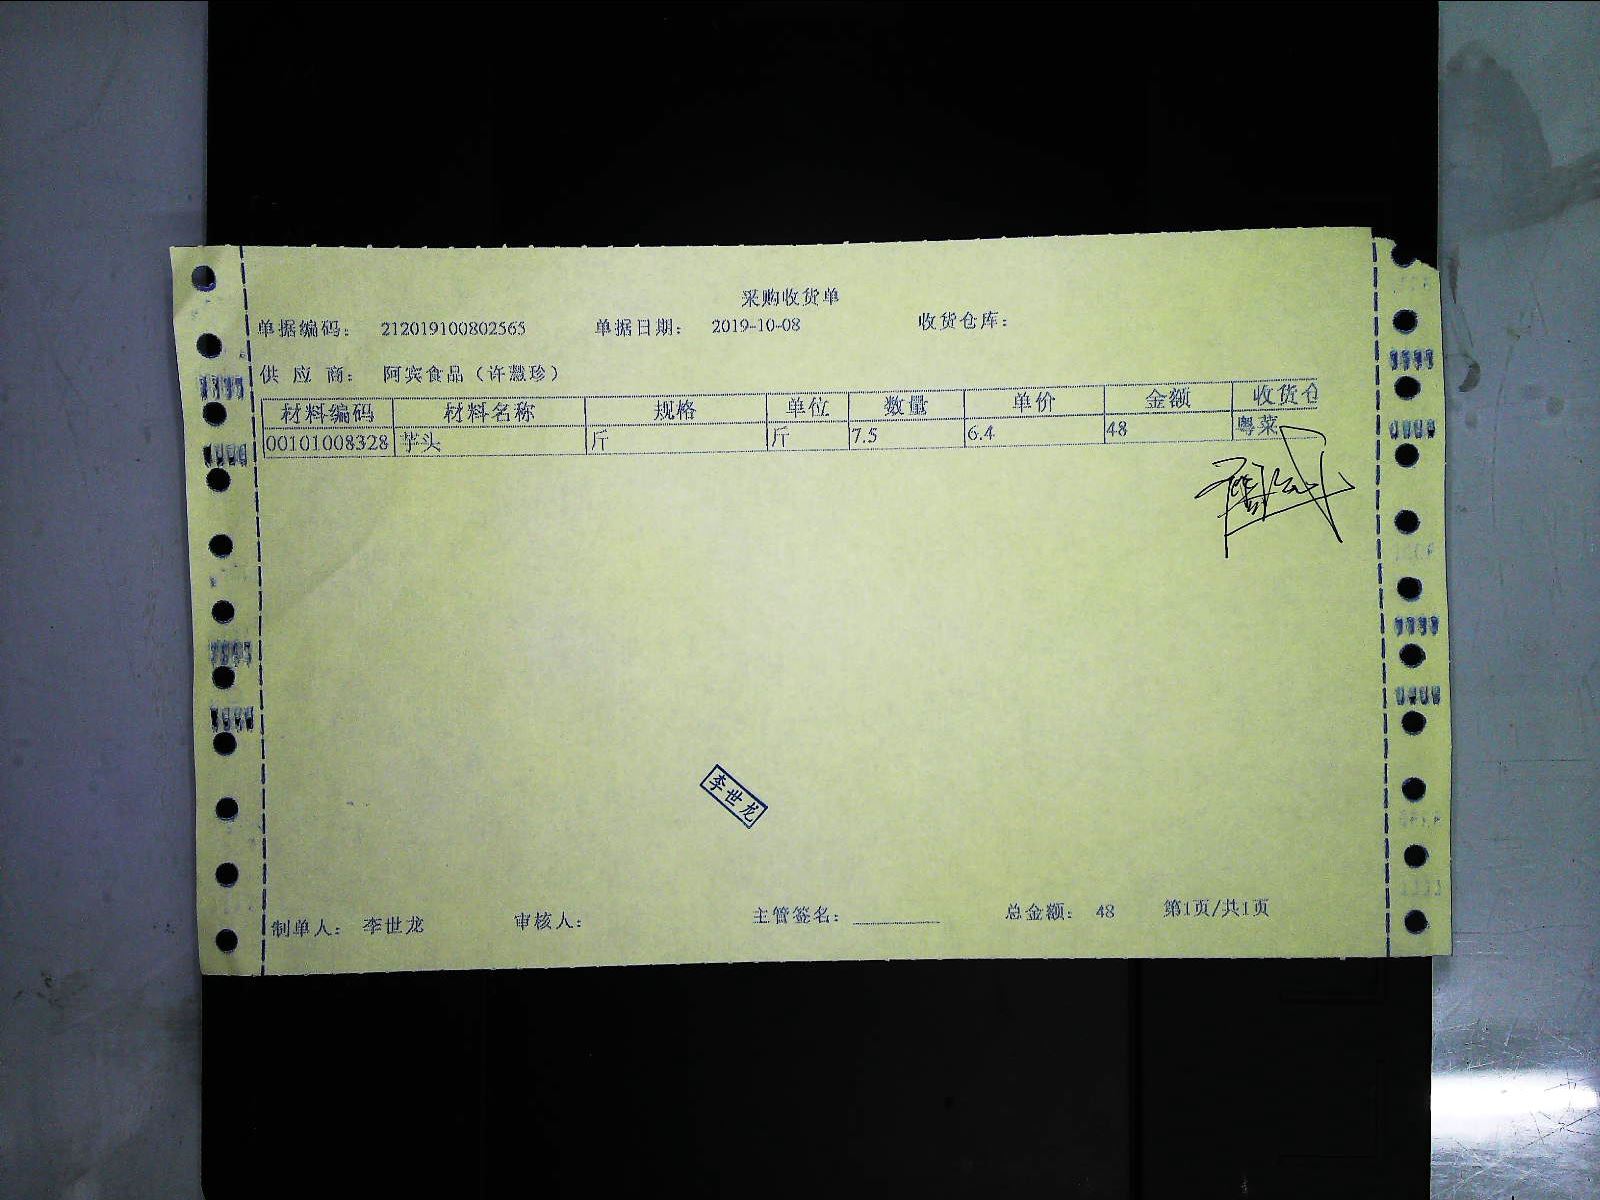 采购收货单
单据编码： 212019100802565 单据日期： 2019-10-08 收货仓库：
供 应 商： 阿宾食品（许慧珍）
材料编码 材料名称 规格 单位 数量 单价 金额 收货仓
00101008328 芋头 斤 斤 7.5 6.4 48 粤菜
李世龙
制单人： 李世龙 审核人： 主管签名： 总金额： 48 第1页/共1页